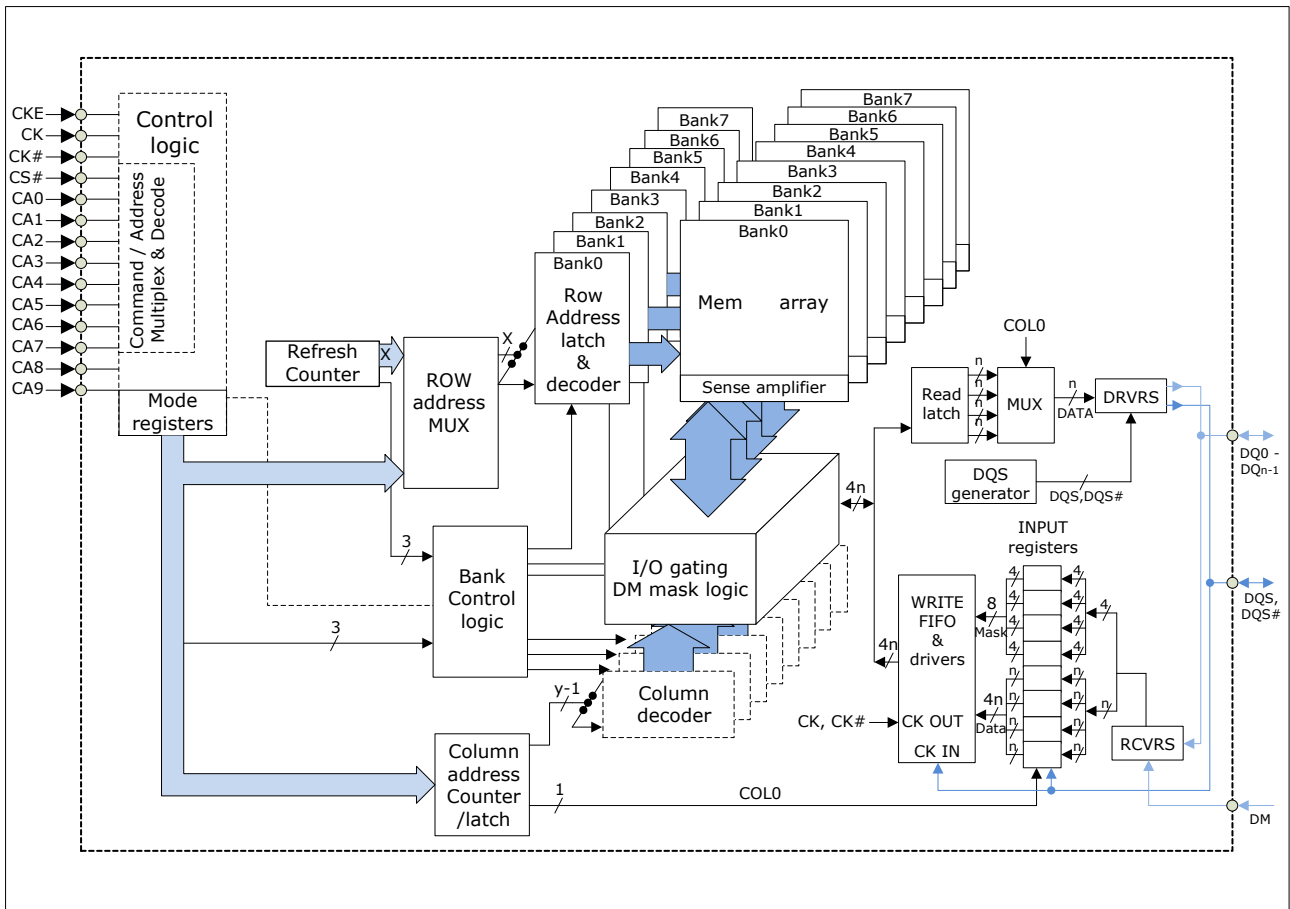 CKE
CK
CK#
CS#
CA0
CA1
CA2
CA3
CA4
CA5
CA6
CA7
CA8
CA9
Control
logic
Command / Address
Multiplex & Decode
Mode
registers
Refresh
Counter
X
ROW
address
MUX
X
3
3
Bank7
Bank6
Bank5
Bank4
Bank3
Bank2
Bank1
Bank0
Row
Address
latch
&
decoder
Bank7
Bank6
Bank5
Bank4
Bank3
Bank2
Bank1
Bank0
Mem array
Sense amplifier
Bank
Control
logic
I/O gating
DM mask logic
Column
decoder
y-1
Column
address
Counter
/latch
1
COL0
4n
4n
COL0
Read
latch
n
n
n
n
MUX
n
DATA
DRVRS
DQS
generator
DQS,DQS#
DQ0 -
DQn-1
INPUT
registers
WRITE
FIFO
&
drivers
CK OUT
CK IN
CK, CK#
8
Mask
4n
Data
4
4
4
4
n
n
n
n
4
4
4
4
n
n
n
n
4
n
RCVRS
DQS,
DQS#
DM